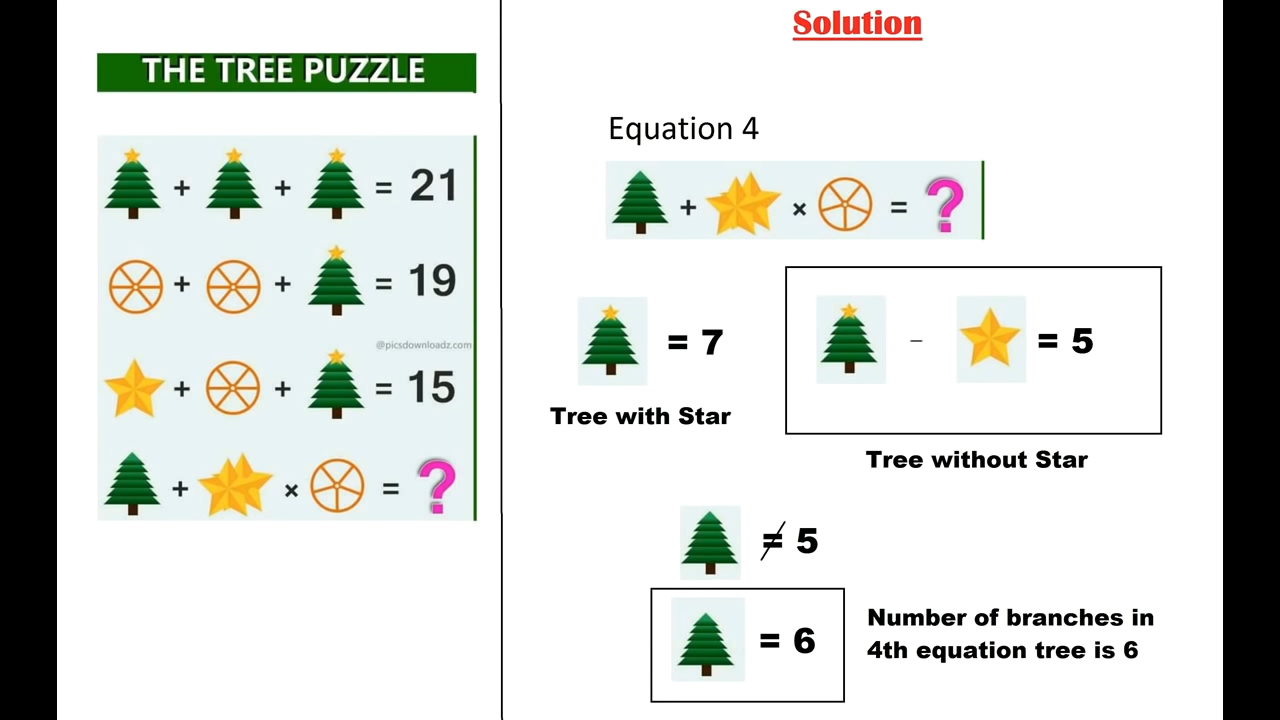 THE TREE PUZZLE
+ + = 21
+ + = 19
@picsdownloadz.com
+ + = 15
+ × = ?
Solution
Equation 4
+ × = ?
= 7
Tree with Star
– = 5
Tree without Star
≠ 5
= 6
Number of branches in
4th equation tree is 6